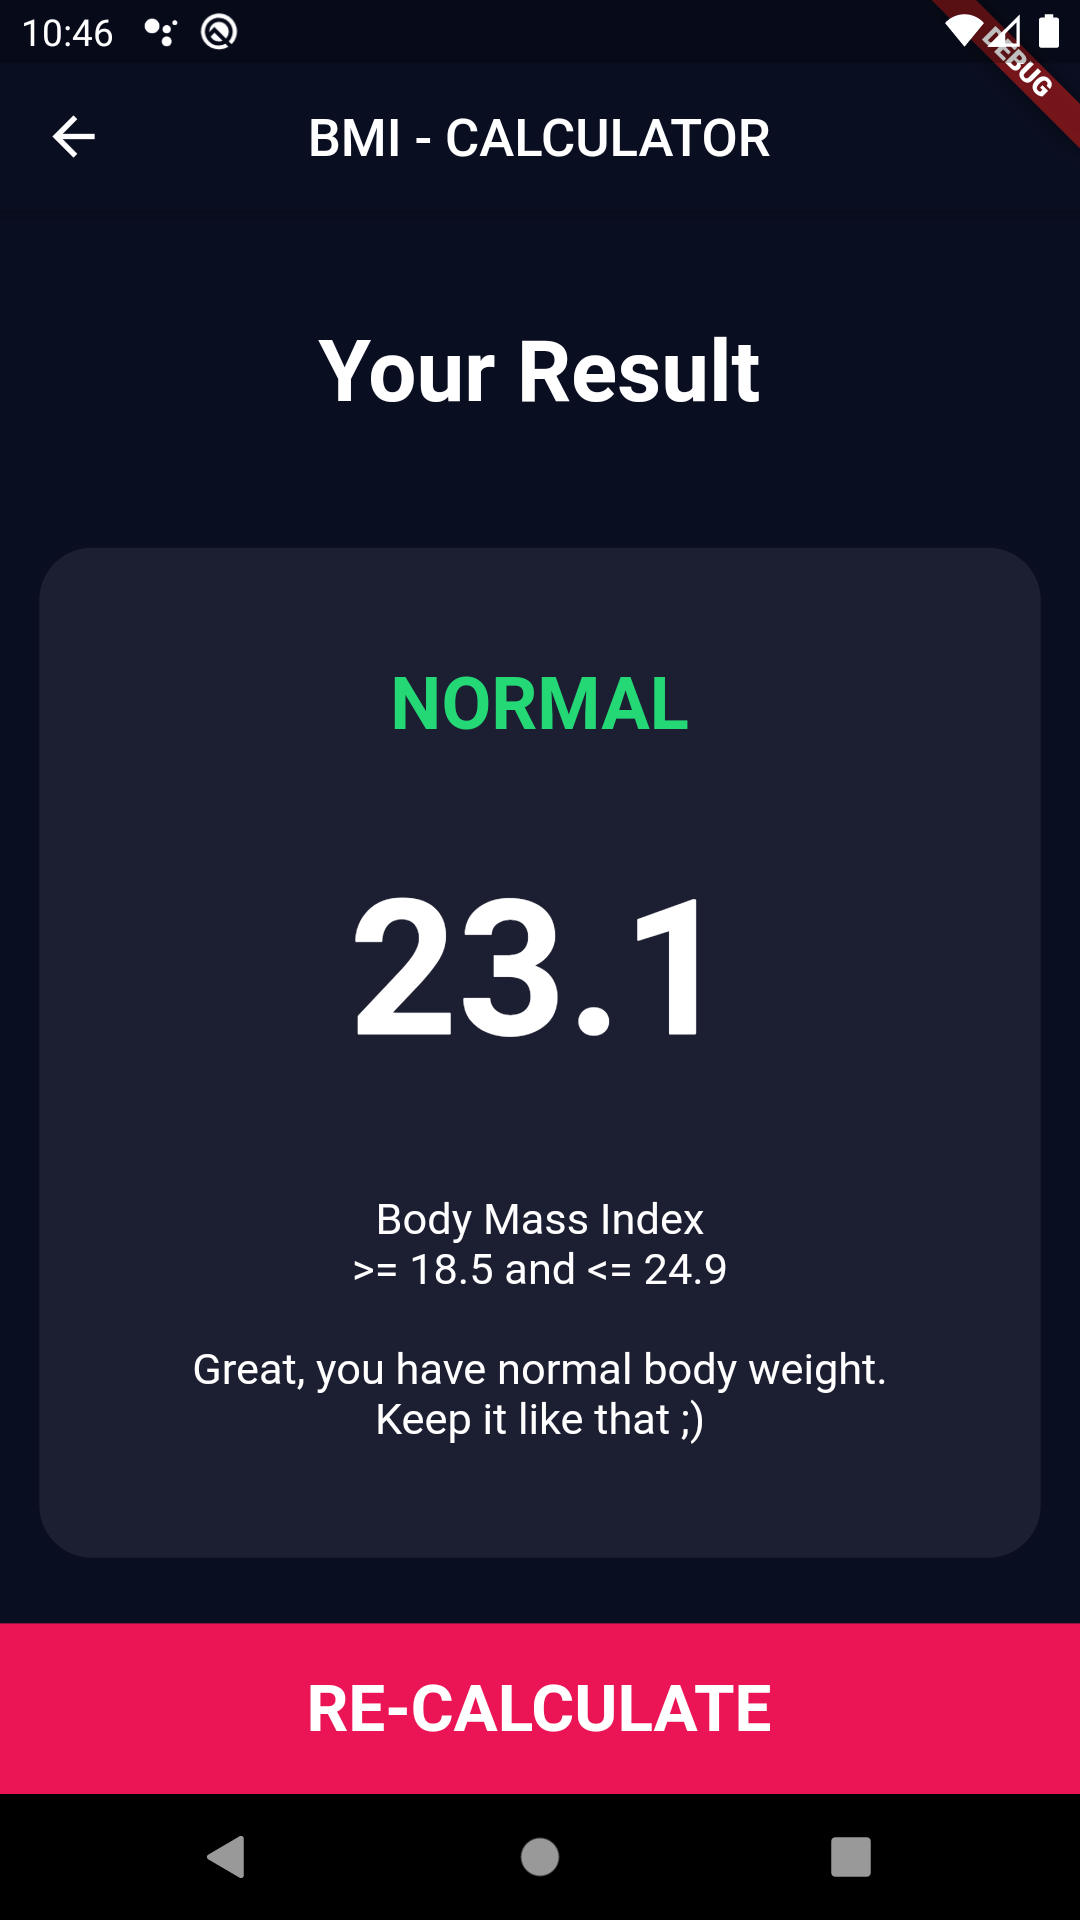 10:46
DEBUG
BMI - CALCULATOR
Your Result
NORMAL
23.1
Body Mass Index
>= 18.5 and <= 24.9
Great, you have normal body weight.
Keep it like that ;)
RE-CALCULATE